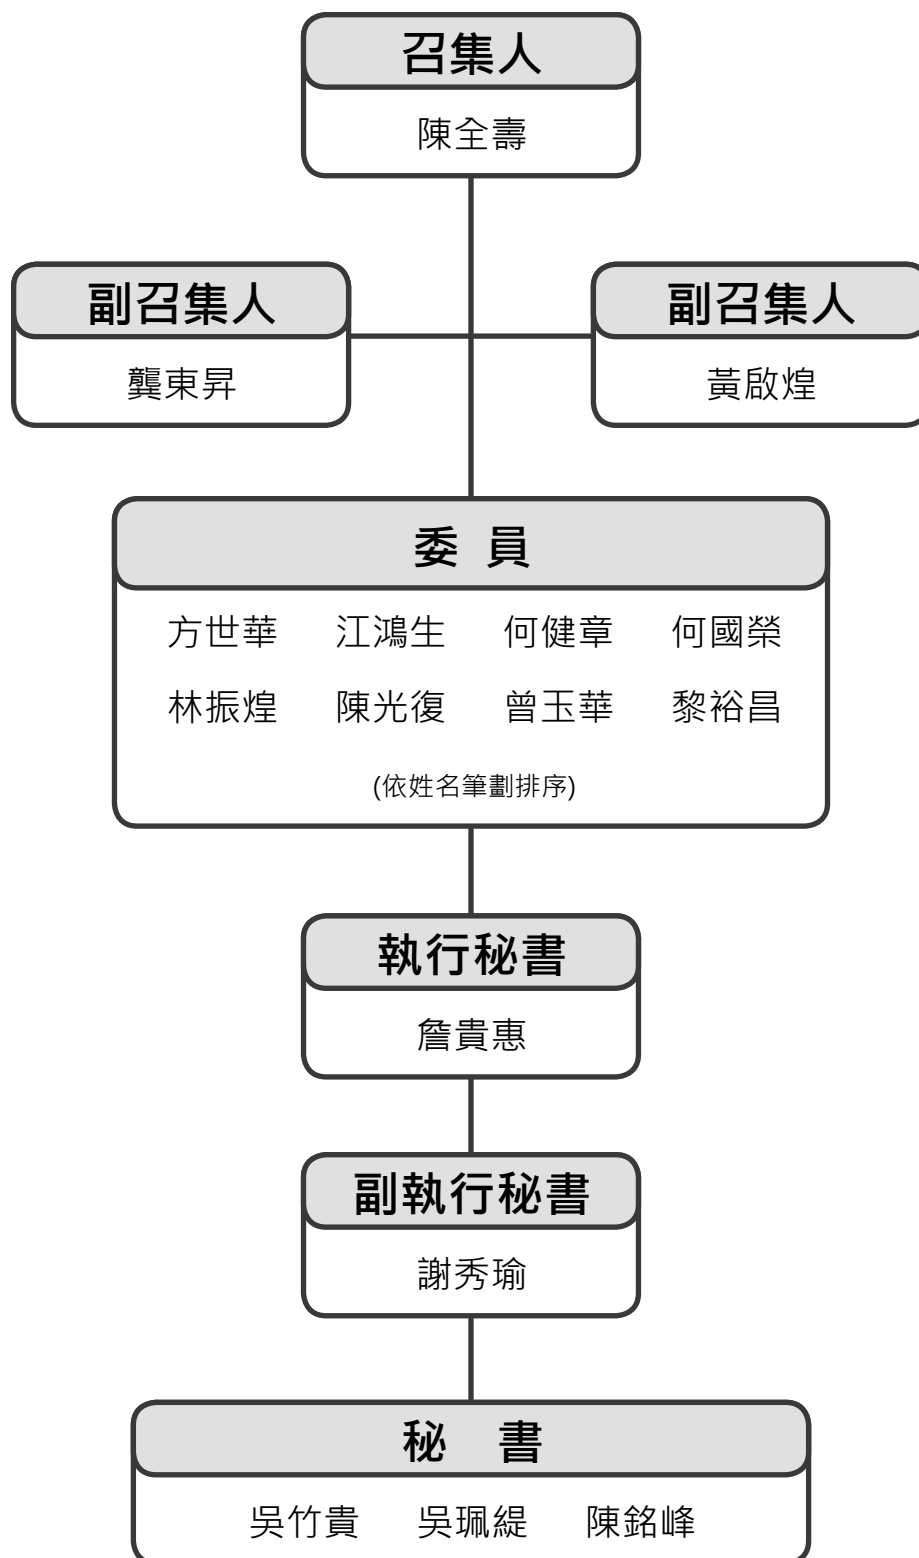 召集人
陳全壽
副召集人
龔東昇
副召集人
黃啟煌
委 員
方世華 江鴻生 何健章 何國榮
林振煌 陳光復 曾玉華 黎裕昌
(依姓名筆劃排序)
執行秘書
詹貴惠
副執行秘書
謝秀瑜
秘 書
吳竹貴 吳珮緹 陳銘峰